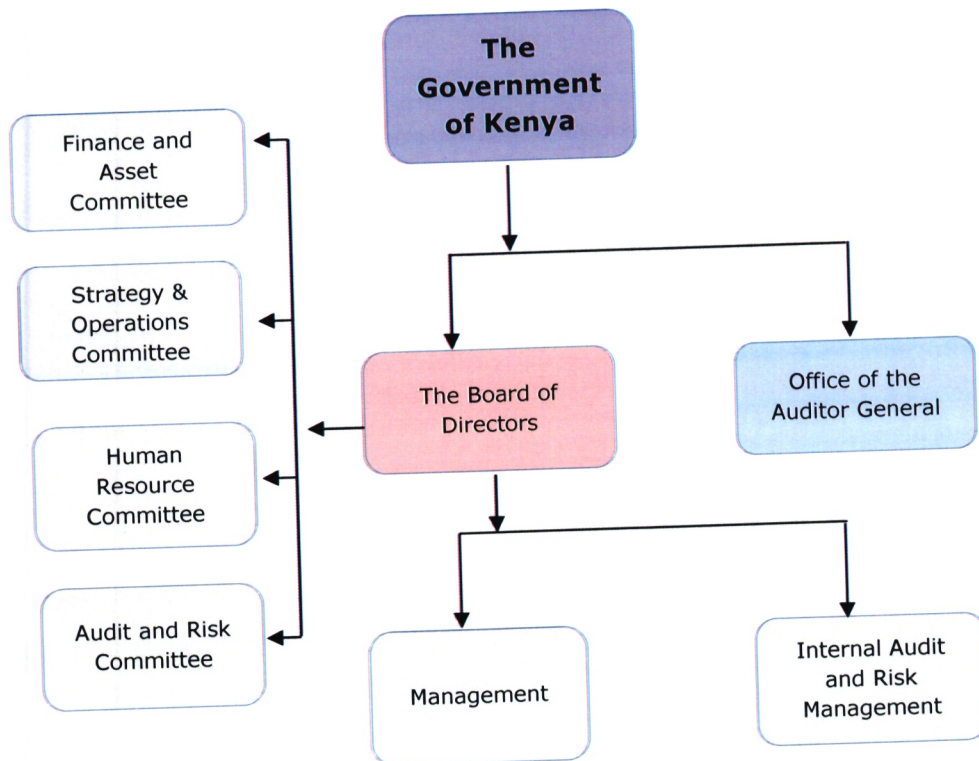 The
Government
of Kenya
Finance and
Asset
Committee
Strategy &
Operations
Committee
Human
Resource
Committee
Audit and Risk
Committee
The Board of
Directors
Office of the
Auditor General
Management
Internal Audit
and Risk
Management